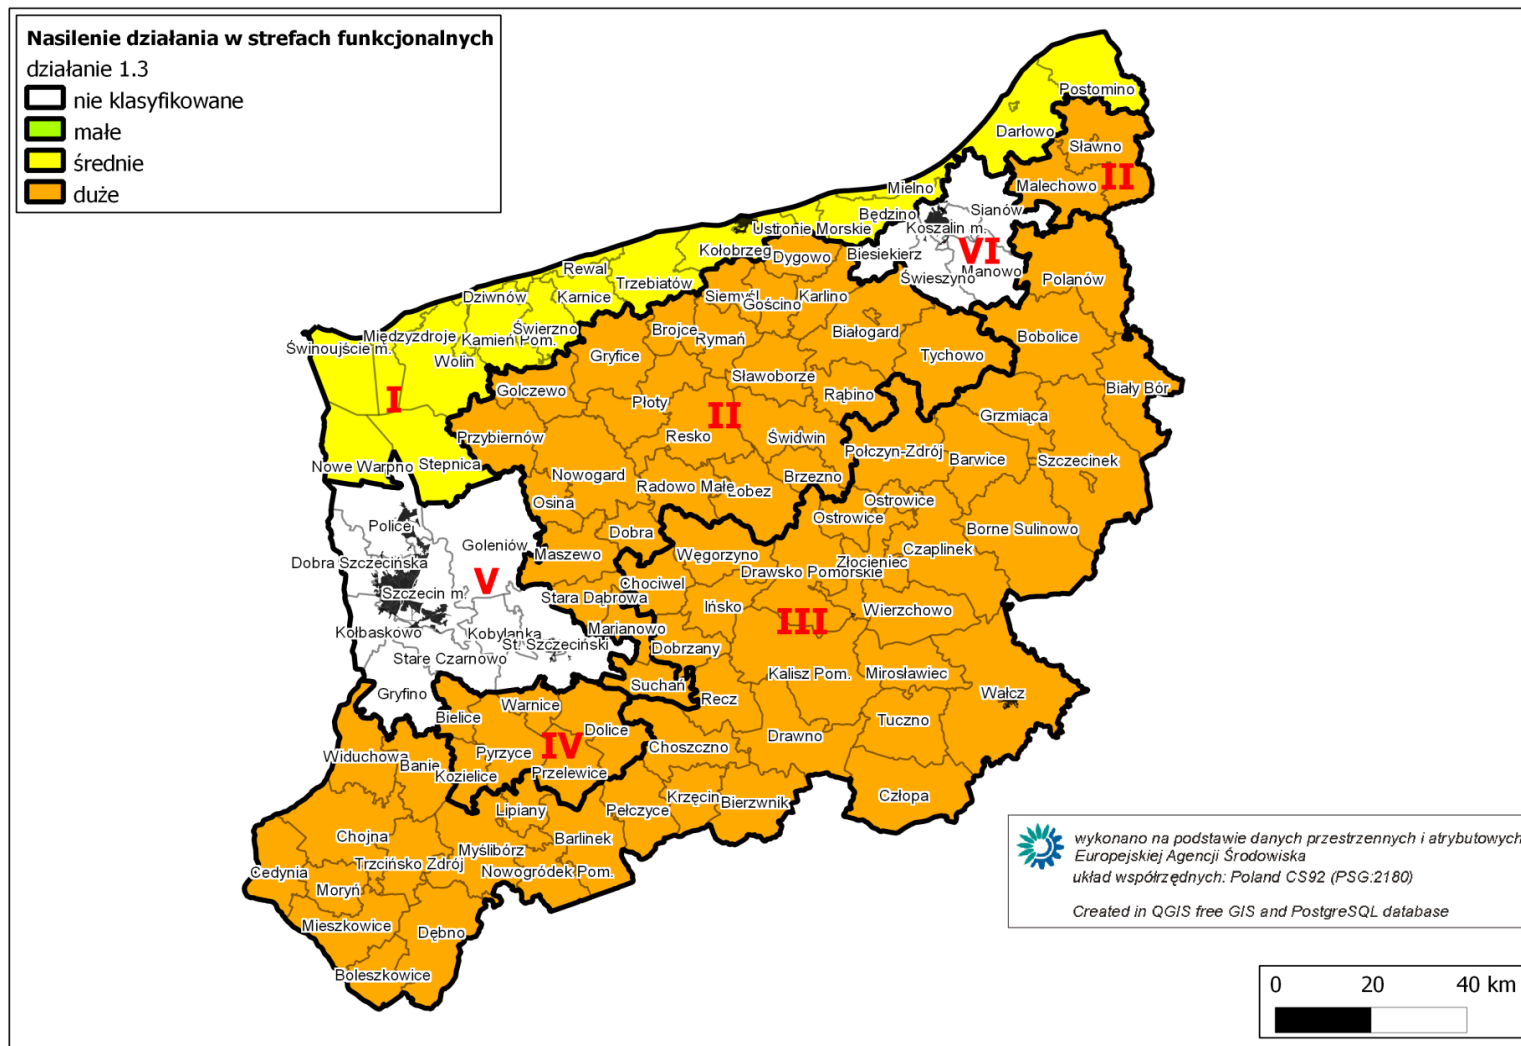 Nasilenie działania w strefach funkcjonalnych
działanie 1.3
nie klasyfikowane
małe
średnie
duże
Postomino
Darłowo
Sławno
II
Malechowo
Mielno
Sianów
Będzino
Ustronie Morskie
Koszalin m.
Kołobrzeg
Dygowo
Biesiekierz
VI
Manowo
Świeszyno
Polanów
Rewal
Trzebiatów
Dziwnów
Karnice
Siemyśl
Gościno
Karlino
Międzyzdroje
Świnoujście m.
Kamień Pom.
Świerzno
Wolin
Brojce
Rymań
Białogard
Bobolice
Gryfice
Tychowo
Sławoborze
Biały Bór
Golczewo
Rąbino
I
Płoty
II
Grzmiąca
Przybiernów
Resko
Świdwin
Połczyn-Zdrój
Barwice
Szczecinek
Nowe Warpno
Stepnica
Nowogard
Radowo Małe
Łobez
Brzezno
Osina
Ostrowice
Ostrowice
Police
Dobra
Borne Sulinowo
Goleniów
Maszewo
Węgorzyno
Czaplinek
Dobra Szczecińska
Złocieniec
Drawsko Pomorskie
V
Chociwel
Szczecin m.
Stara Dąbrowa
Ińsko
Wierzchowo
III
Kołbaskowo
Kobylanka
Marianowo
St. Szczeciński
Dobrzany
Stare Czarnowo
Kalisz Pom.
Mirosławiec
Suchań
Gryfino
Recz
Wałcz
Warnice
Bielice
Dolice
Tuczno
Drawno
Pyrzyce
IV
Choszczno
Widuchowa
Banie
Kozielice
Przelewice
Człopa
Krzęcin
Bierzwnik
Lipiany
Pełczyce
Chojna
Barlinek
Myślibórz
Trzcińsko Zdrój
Cedynia
Nowogródek Pom.
Moryń
Mieszkowice
Dębno
Boleszkowice
wykonano na podstawie danych przestrzennych i atrybutowych
Europejskiej Agencji Środowiska
układ współrzędnych: Poland CS92 (PSG:2180)
Created in QGIS free GIS and PostgreSQL database
0 20 40 km